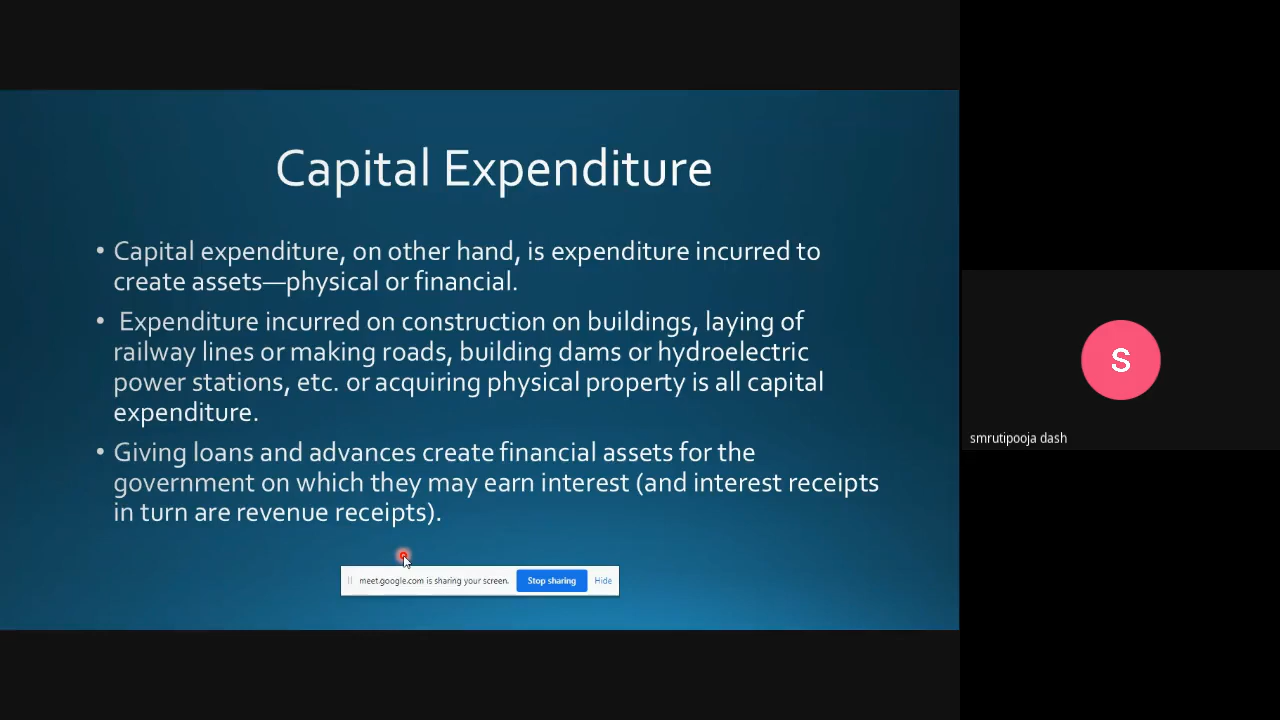 Capital Expenditure
• Capital expenditure, on other hand, is expenditure incurred to
create assets—physical or financial.
• Expenditure incurred on construction on buildings, laying of
railway lines or making roads, building dams or hydroelectric
power stations, etc. or acquiring physical property is all capital
expenditure.
• Giving loans and advances create financial assets for the
government on which they may earn interest (and interest receipts
in turn are revenue receipts).
meet.google.com is sharing your screen. Stop sharing Hide
S
smrutipooja dash